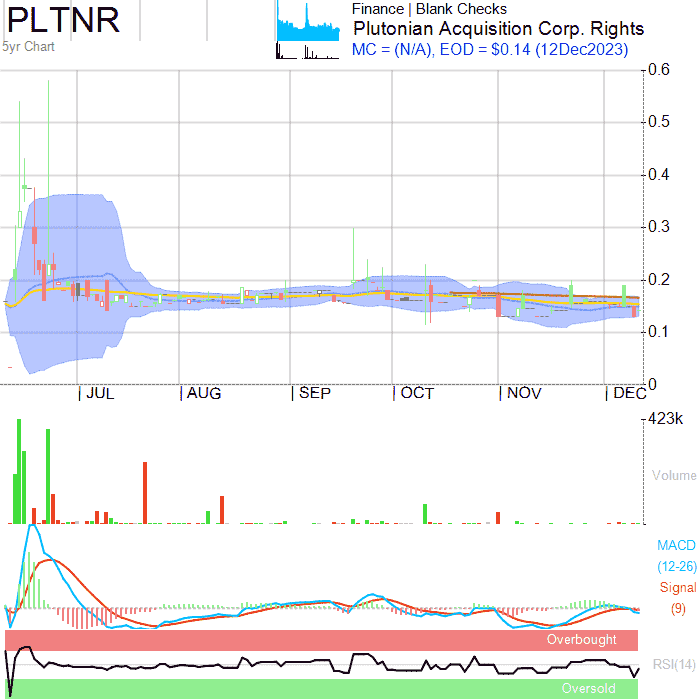 PLTNR
5yr Chart
Finance | Blank Checks
Plutonian Acquisition Corp. Rights
MC = (N/A), EOD = $0.14 (12Dec2023)
0.6
0.5
0.4
0.3
0.2
0.1
0
JUL AUG SEP OCT NOV DEC
423k
Volume
MACD
(12-26)
Signal
(9)
Overbought
RSI(14)
Oversold